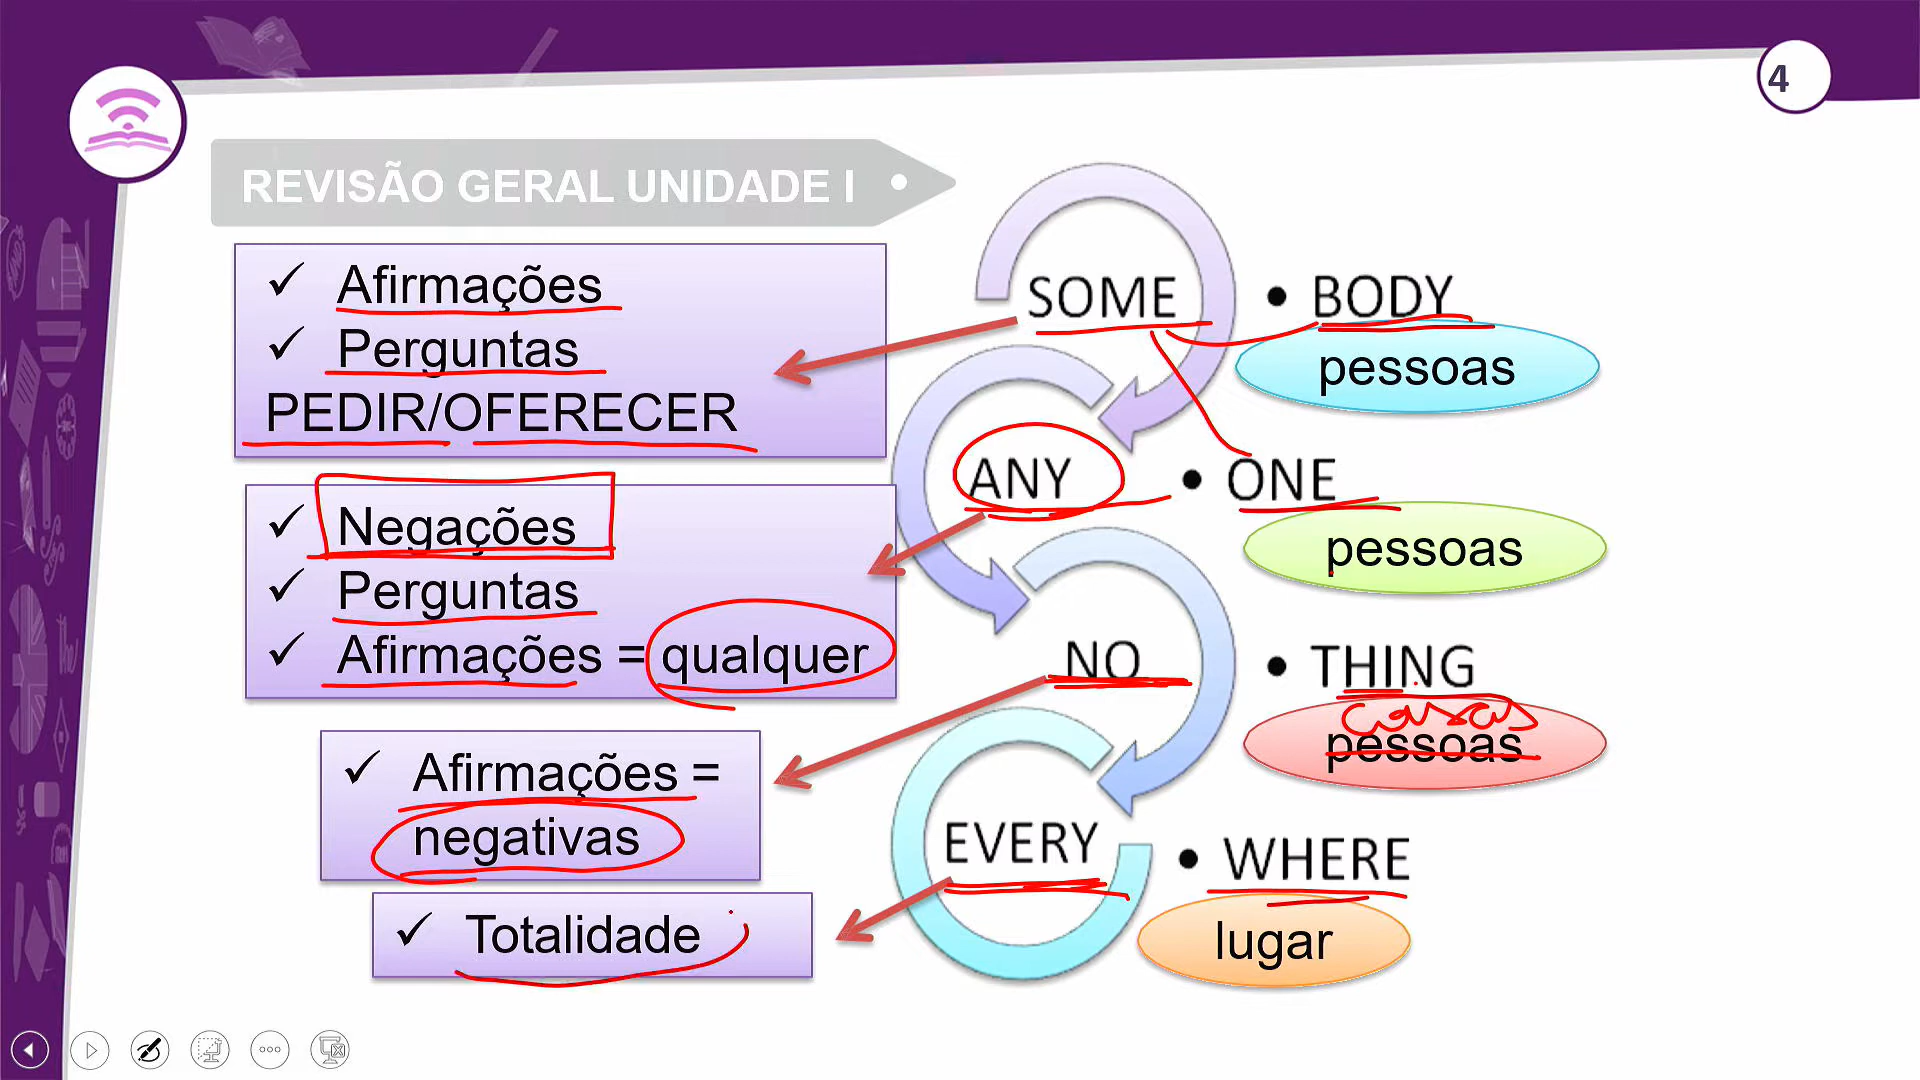 4
REVISÃO GERAL UNIDADE I
✓ Afirmações
✓ Perguntas
PEDIR/OFERECER
✓ Negações
✓ Perguntas
✓ Afirmações = qualquer
✓ Afirmações =
negativas
✓ Totalidade
SOME
ANY
NO
EVERY
• BODY
pessoas
• ONE
pessoas
• THING
coisas
pessoas
• WHERE
lugar